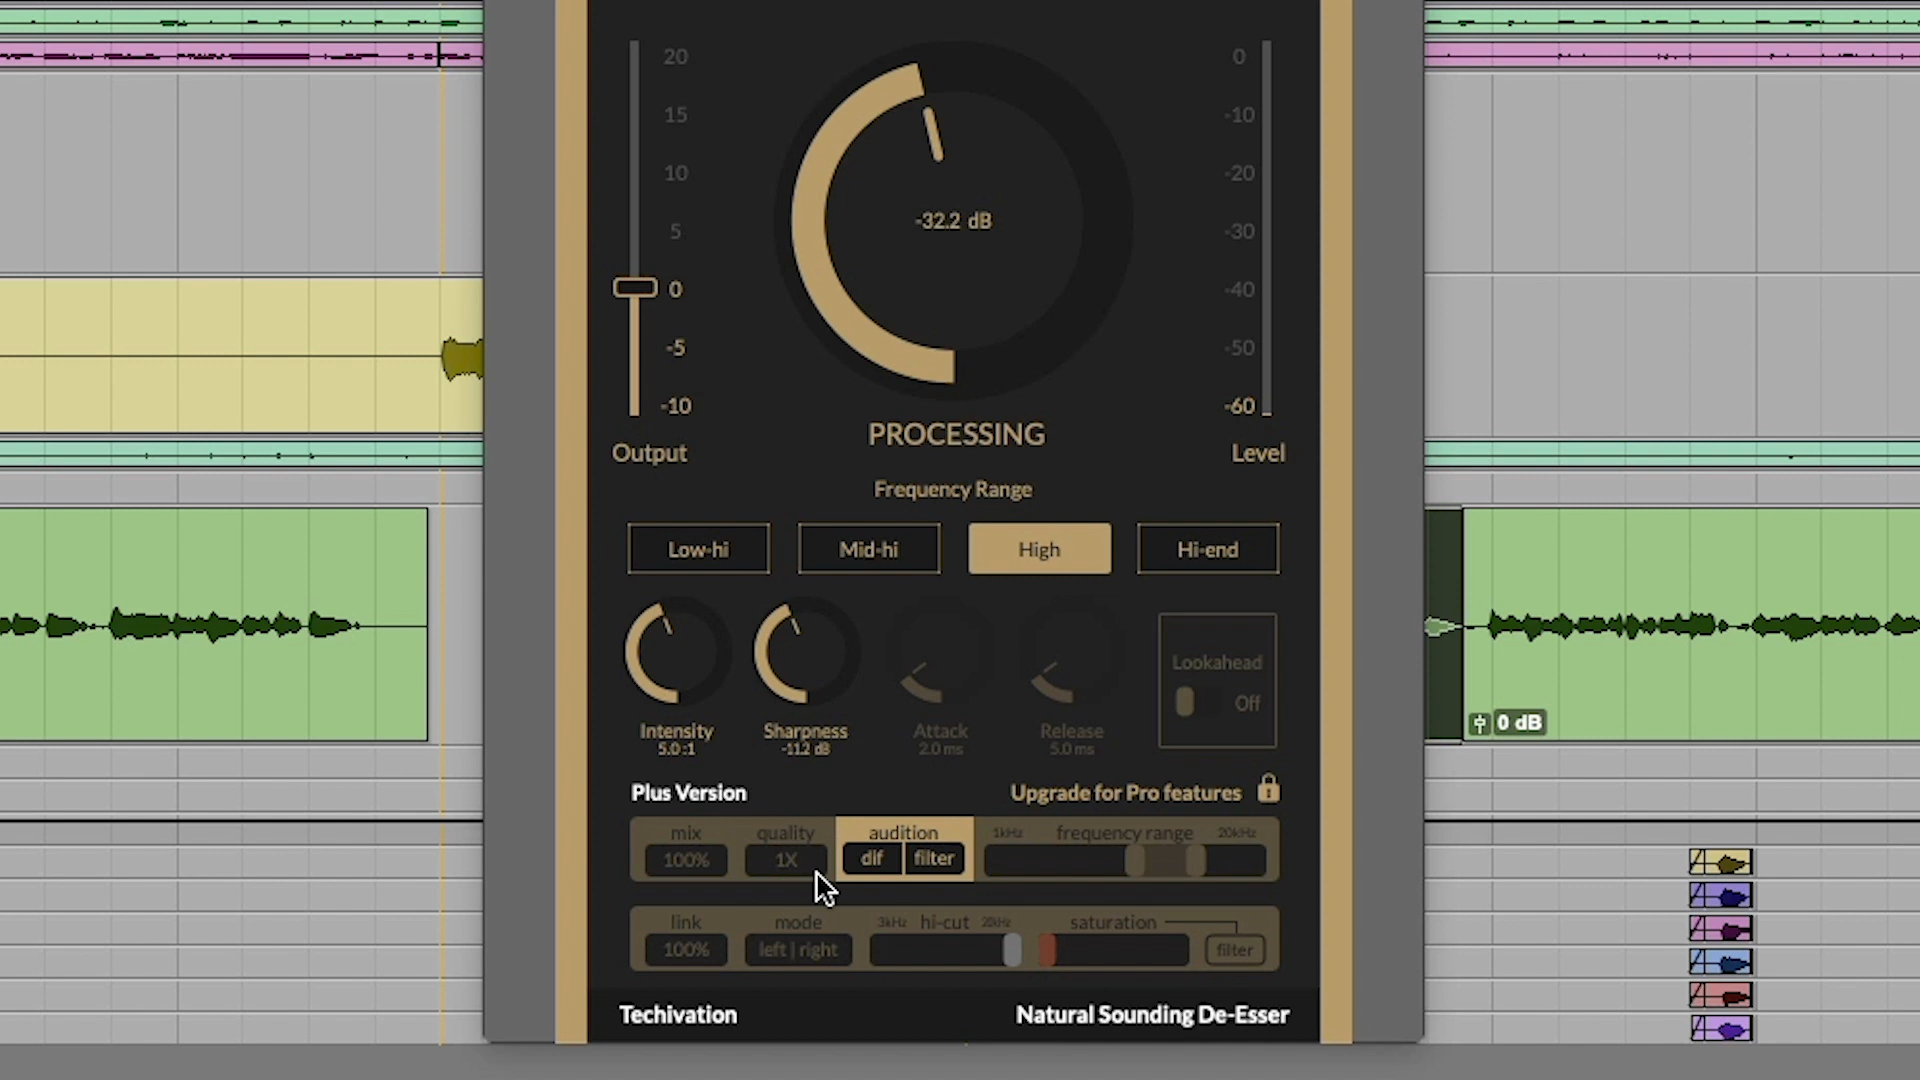 20 0
15 -10
10 -20
-32.2 dB
5 -30
0 -40
-5 -50
-10 -60
PROCESSING
Output Level
Frequency Range
Low-hi Mid-hi High Hi-end
Lookahead
Off
Intensity Sharpness Attack Release
5.0 :1 -11.2 dB 2.0 ms 5.0 ms
0 dB
Plus Version Upgrade for Pro features
mix quality audition 1kHz frequency range 20kHz
100% 1X dif filter
link mode 3kHz hi-cut 20kHz saturation
100% left | right filter
Techivation Natural Sounding De-Esser